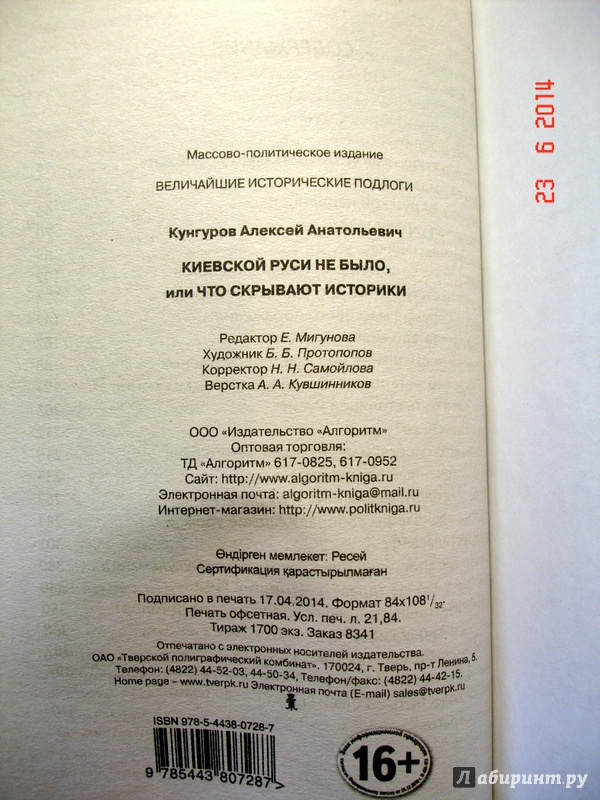 Массово-политическое издание
ВЕЛИЧАЙШИЕ ИСТОРИЧЕСКИЕ ПОДЛОГИ
Кунгуров Алексей Анатольевич
КИЕВСКОЙ РУСИ НЕ БЫЛО,
или ЧТО СКРЫВАЮТ ИСТОРИКИ
Редактор Е. Мигунова
Художник Б. Б. Протопопов
Корректор Н. Н. Самойлова
Верстка А. А. Кувшинников
ООО «Издательство «Алгоритм»
Оптовая торговля:
ТД «Алгоритм» 617-0825, 617-0952
Сайт: http://www.algoritm-kniga.ru
Электронная почта: algoritm-kniga@mail.ru
Интернет-магазин: http://www.politkniga.ru
Өндірген мемлекет: Ресей
Сертификация қарастырылмаған
Подписано в печать 17.04.2014. Формат 84x108 1/32.
Печать офсетная. Усл. печ. л. 21,84.
Тираж 1700 экз. Заказ 8341
Отпечатано с электронных носителей издательства.
ОАО «Тверской полиграфический комбинат». 170024, г. Тверь, пр-т Ленина, 5.
Телефон: (4822) 44-52-03, 44-50-34, Телефон/факс: (4822) 44-42-15.
Home page – www.tverpk.ru Электронная почта (E-mail) sales@tverpk.ru
ISBN 978-5-4438-0728-7
9 785443 807287 >
16+
23 6 2014
Лабиринт.ру